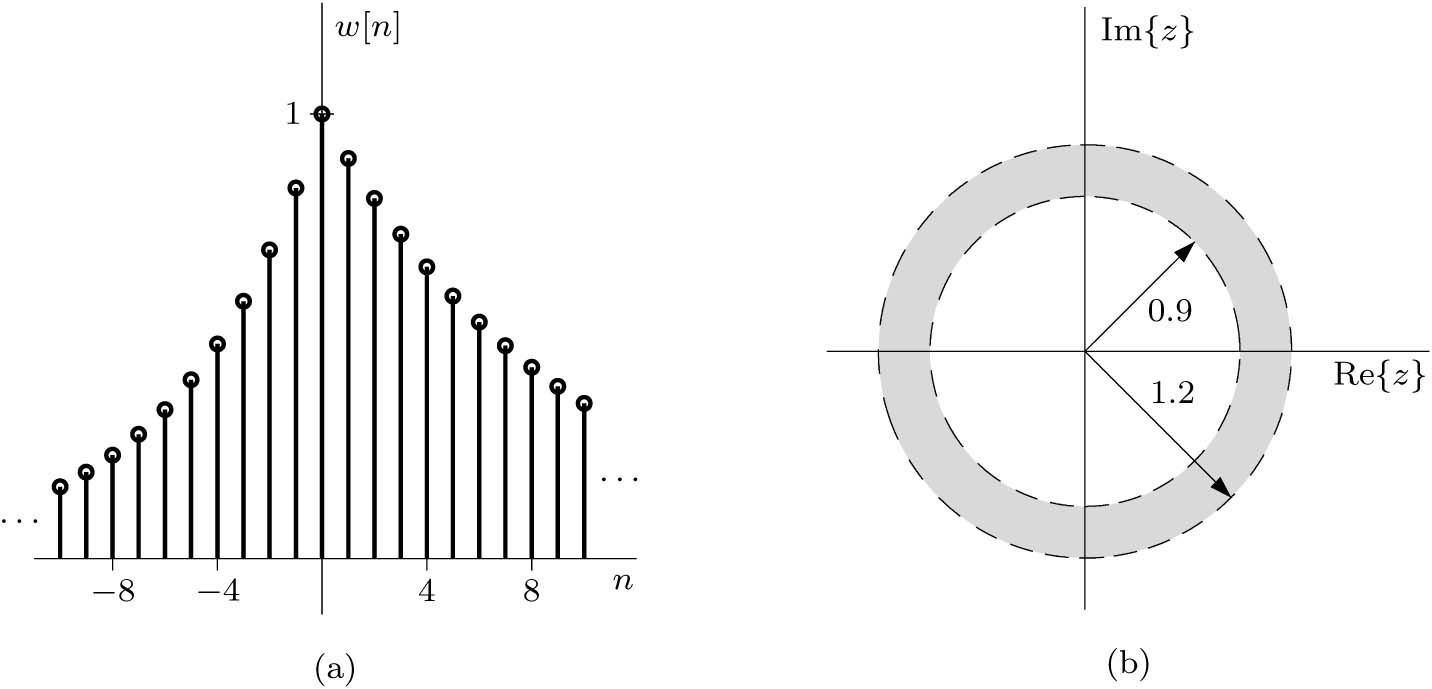 w[n]
1
...
...
−8
−4
4
8
n
(a)
Im{z}
0.9
1.2
Re{z}
(b)